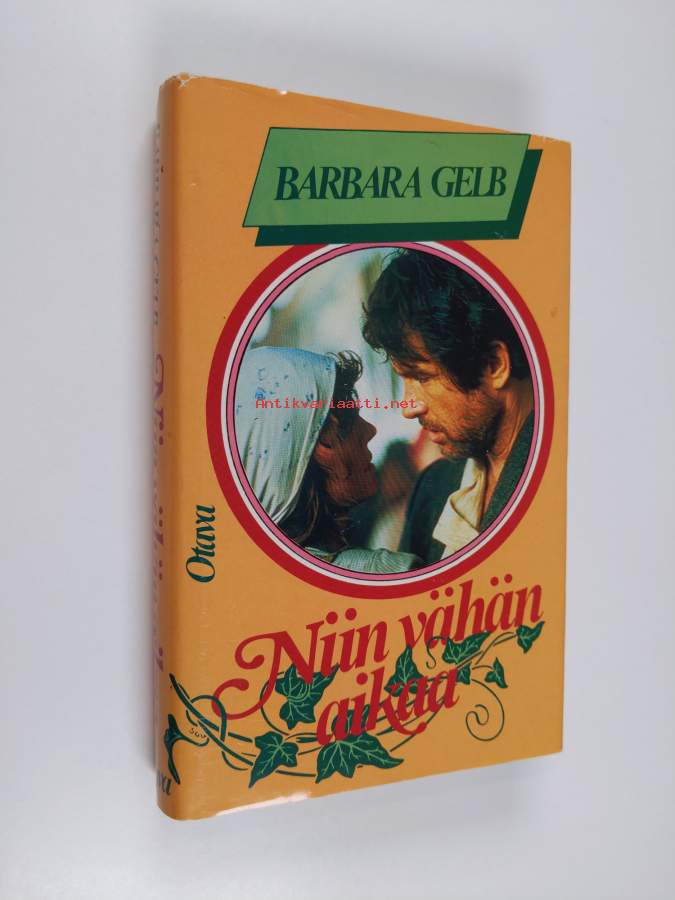 BARBARA GELB
Antikvariaatti.net
Otava
Niin vähän
aikaa